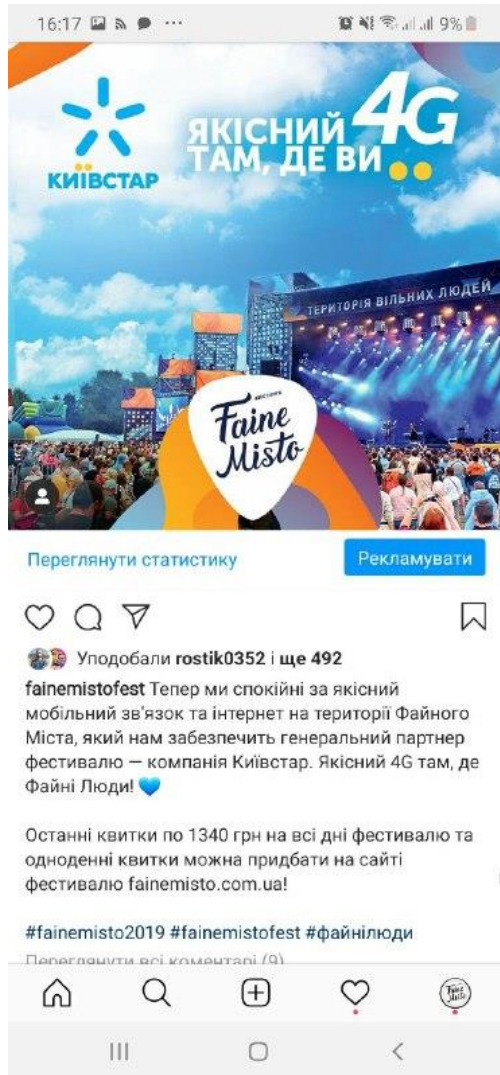 16:17
9%
КИЇВСТАР
ЯКІСНИЙ 4G
ТАМ, ДЕ ВИ
ТЕРИТОРІЯ ВІЛЬНИХ ЛЮДЕЙ
Faine
Misto
Переглянути статистику
Рекламувати
Уподобали rostik0352 і ще 492
fainemistofest Тепер ми спокійні за якісний
мобільний зв'язок та інтернет на території Файного
Міста, який нам забезпечить генеральний партнер
фестивалю — компанія Київстар. Якісний 4G там, де
Файні Люди! 💙
Останні квитки по 1340 грн на всі дні фестивалю та
одноденні квитки можна придбати на сайті
фестивалю fainemisto.com.ua!
#fainemisto2019 #fainemistofest #файнілюди
Переглянути всі коментарі (9)
Faine
Misto